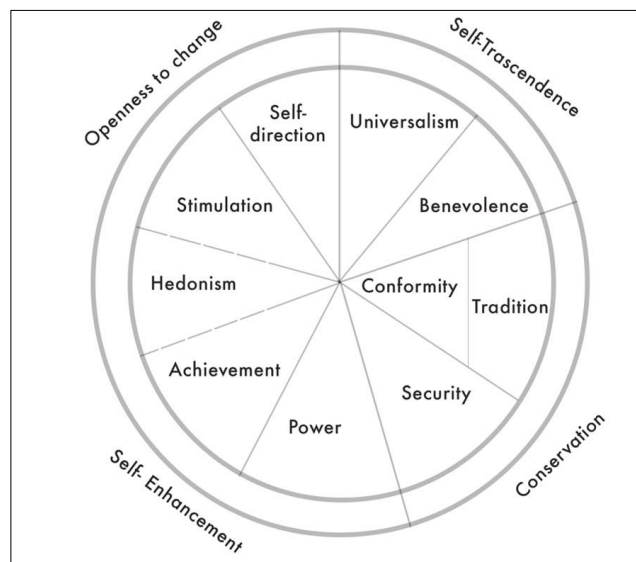 Openness to change
Self-Trascendence
Self-
direction
Universalism
Stimulation
Benevolence
Hedonism
Conformity
Tradition
Achievement
Security
Power
Self- Enhancement
Conservation